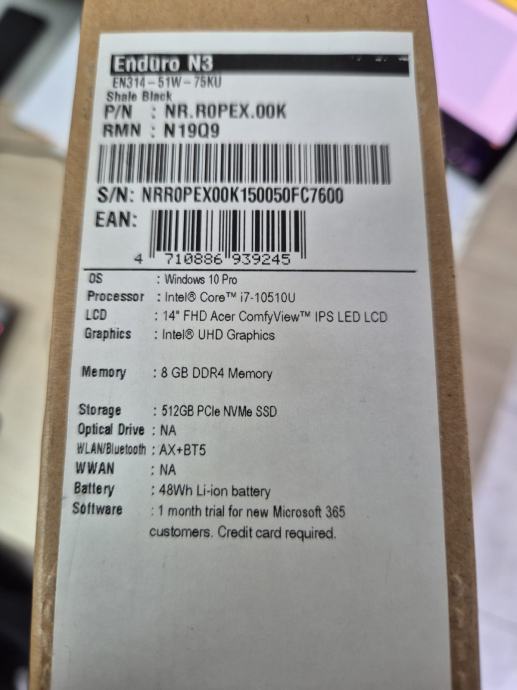 Enduro N3
EN314-51W-75KU
Shale Black
P/N : NR.R0PEX.00K
RMN : N19Q9
S/N: NRR0PEX00K150050FC7600
EAN:
4 710886 939245
OS : Windows 10 Pro
Processor : Intel® Core™ i7-10510U
LCD : 14" FHD Acer ComfyView™ IPS LED LCD
Graphics : Intel® UHD Graphics
Memory : 8 GB DDR4 Memory
Storage : 512GB PCIe NVMe SSD
Optical Drive : NA
WLAN/Bluetooth : AX+BT5
WWAN : NA
Battery : 48Wh Li-ion battery
Software : 1 month trial for new Microsoft 365
customers. Credit card required.